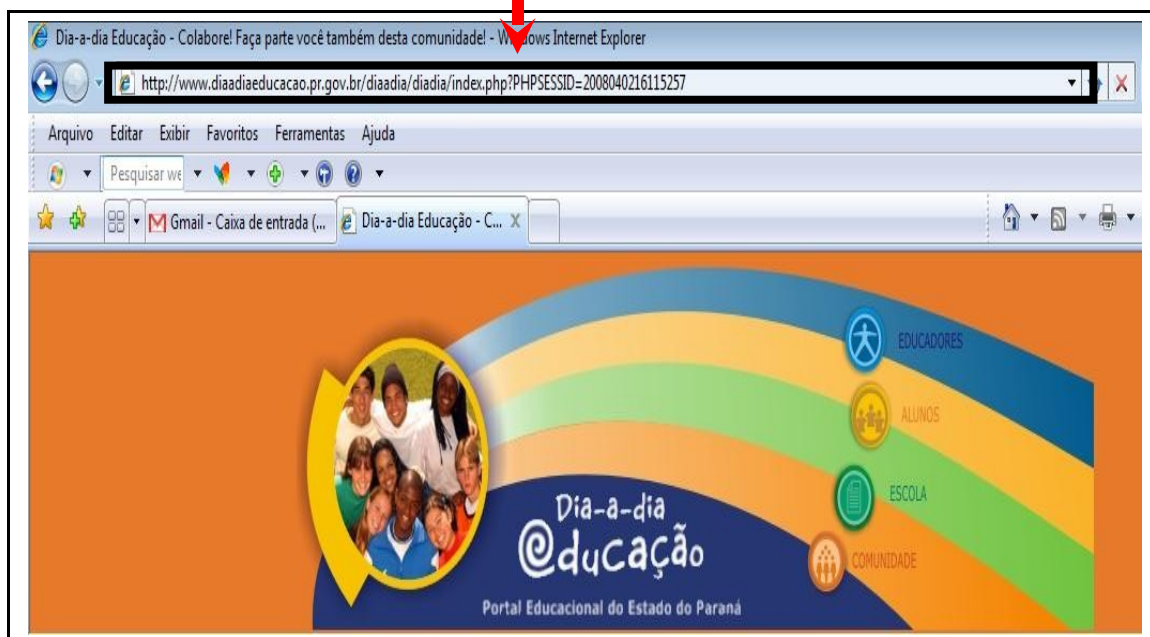 Dia-a-dia Educação - Colabore! Faça parte você também desta comunidade! - W dows Internet Explorer
http://www.diaadiaeducacao.pr.gov.br/diaadia/diadia/index.php?PHPSESSID=2008040216115257
Arquivo Editar Exibir Favoritos Ferramentas Ajuda
Pesquisar we
Gmail - Caixa de entrada (... Dia-a-dia Educação - C...
EDUCADORES
ALUNOS
ESCOLA
COMUNIDADE
Dia-a-dia
@ducação
Portal Educacional do Estado do Paraná